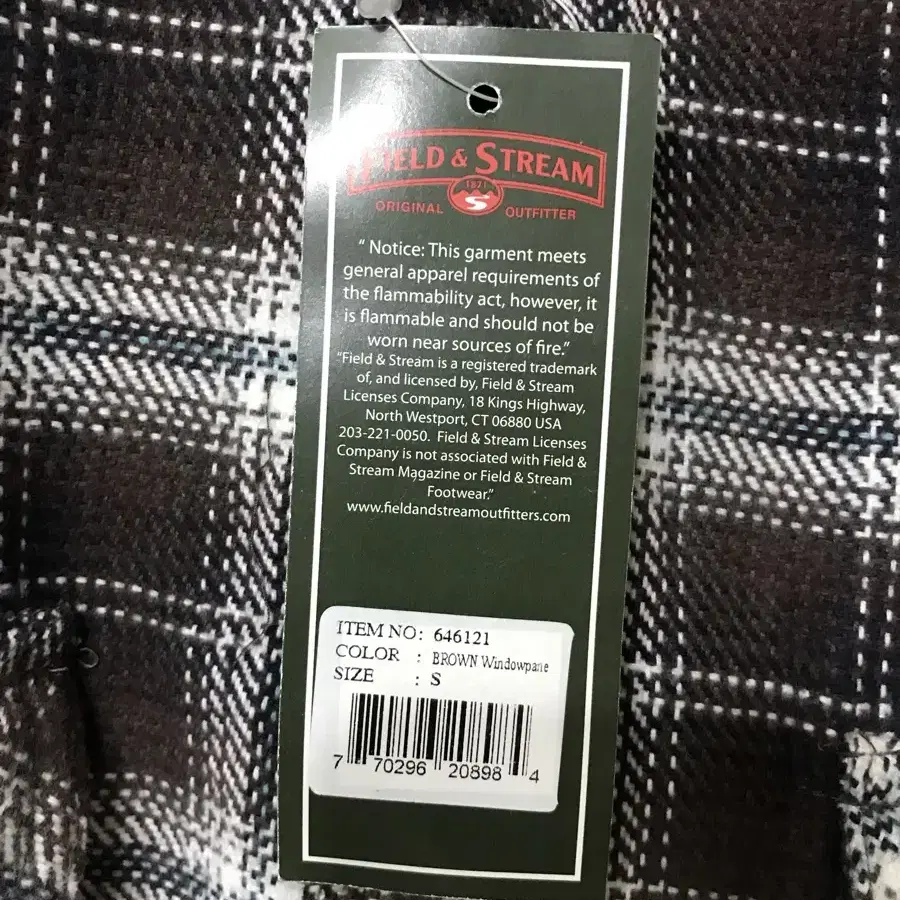 FIELD & STREAM
1871
S
ORIGINAL OUTFITTER
“ Notice: This garment meets
general apparel requirements of
the flammability act, however, it
is flammable and should not be
worn near sources of fire.”
“Field & Stream is a registered trademark
of, and licensed by, Field & Stream
Licenses Company, 18 Kings Highway,
North Westport, CT 06880 USA
203-221-0050. Field & Stream Licenses
Company is not associated with Field &
Stream Magazine or Field & Stream
Footwear.”
www.fieldandstreamoutfitters.com
ITEM NO: 646121
COLOR : BROWN Windowpane
SIZE : S
7 70296 20898 4